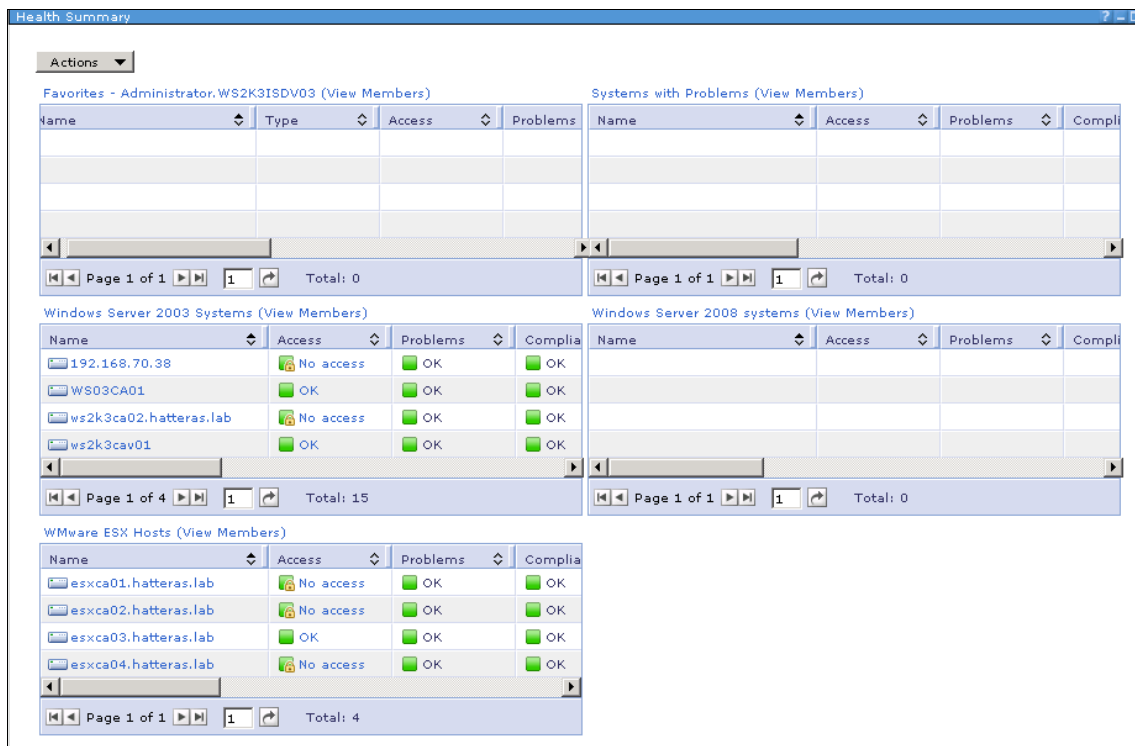 Health Summary ? –
Actions
Favorites - Administrator.WS2K3ISDV03 (View Members)
Name Type Access Problems
Page 1 of 1 1 Total: 0
Systems with Problems (View Members)
Name Access Problems Compli
Page 1 of 1 1 Total: 0
Windows Server 2003 Systems (View Members)
Name Access Problems Complia
192.168.70.38 No access OK OK
WS03CA01 OK OK OK
ws2k3ca02.hatteras.lab No access OK OK
ws2k3cav01 OK OK OK
Page 1 of 4 1 Total: 15
Windows Server 2008 systems (View Members)
Name Access Problems Compli
Page 1 of 1 1 Total: 0
WMware ESX Hosts (View Members)
Name Access Problems Complia
esxca01.hatteras.lab No access OK OK
esxca02.hatteras.lab No access OK OK
esxca03.hatteras.lab OK OK OK
esxca04.hatteras.lab No access OK OK
Page 1 of 1 1 Total: 4